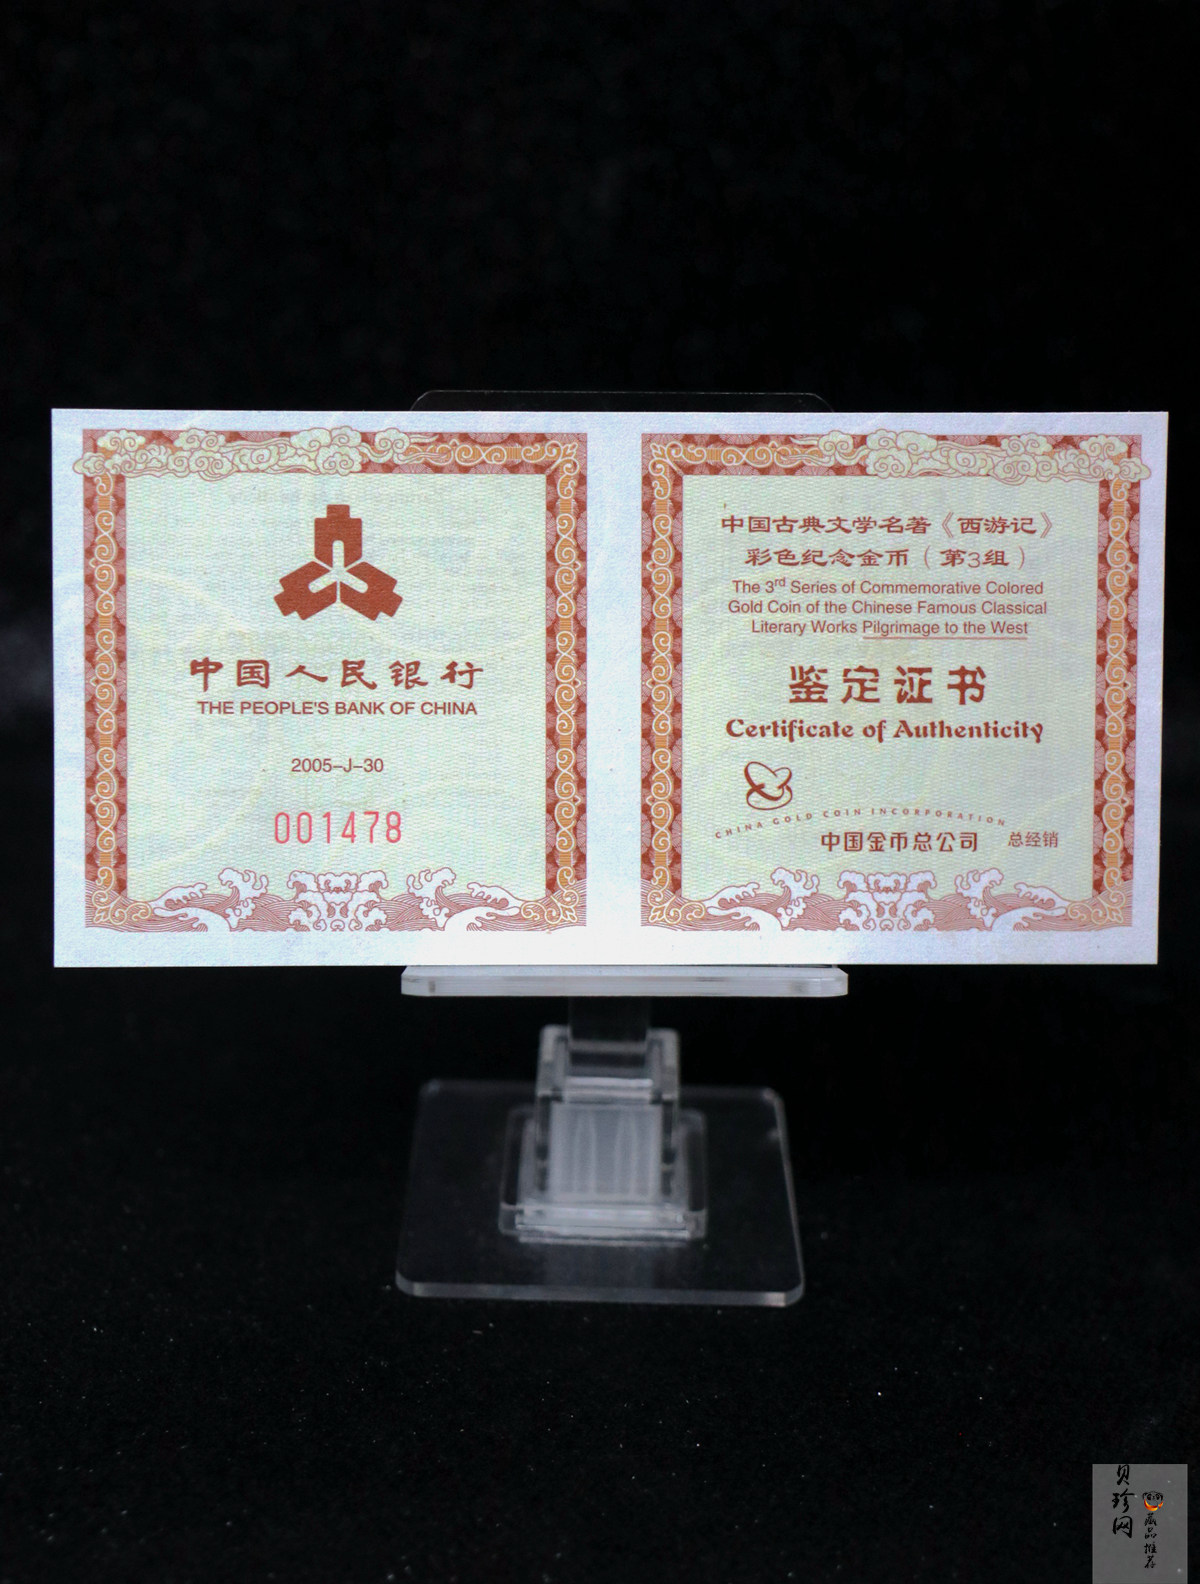 中国人民银行
THE PEOPLE'S BANK OF CHINA
2005-J-30
001478
中国古典文学名著《西游记》
彩色纪念金币（第3组）
The 3rd Series of Commemorative Colored
Gold Coin of the Chinese Famous Classical
Literary Works Pilgrimage to the West
鉴定证书
Certificate of Authenticity
CHINA GOLD COIN INCORPORATION
中国金币总公司 总经销
贝珍网
藏品推荐